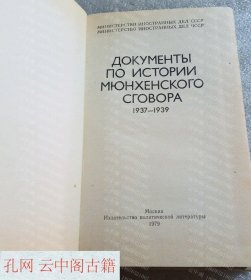 МИНИСТЕРСТВО ИНОСТРАННЫХ ДЕЛ СССР
МИНИСТЕРСТВО ИНОСТРАННЫХ ДЕЛ ЧССР
ДОКУМЕНТЫ
ПО ИСТОРИИ
МЮНХЕНСКОГО
СГОВОРА
1937—1939
Москва
Издательство политической литературы
1979
孔网 云中阁古籍